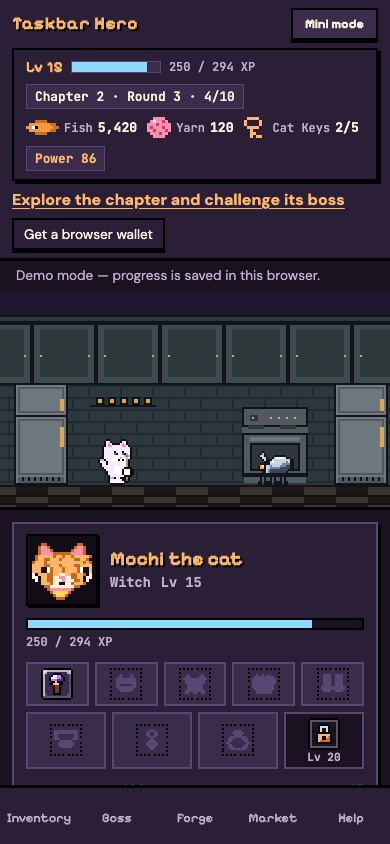 Taskbar Hero
Mini mode
Lv 18 250 / 294 XP
Chapter 2 · Round 3 · 4/10
Fish 5,420 Yarn 120 Cat Keys 2/5
Power 86
Explore the chapter and challenge its boss
Get a browser wallet
Demo mode — progress is saved in this browser.
Mochi the cat
Witch Lv 15
250 / 294 XP
Lv 20
Inventory Boss Forge Market Help